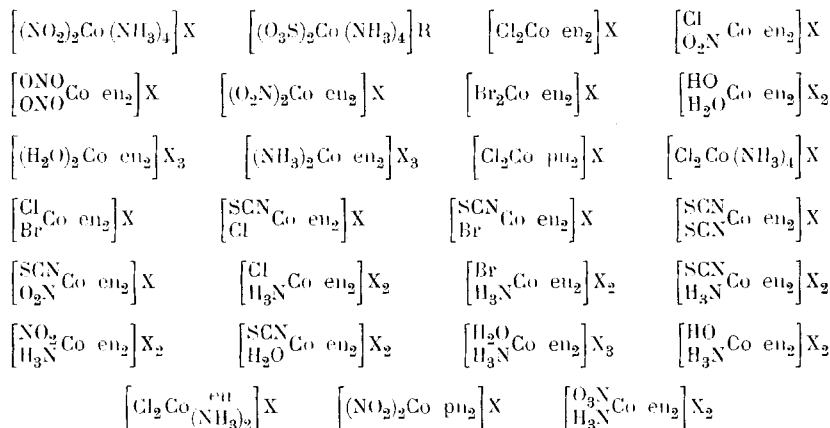 [(NO₂)₂Co(NH₃)₄]X [(O₃S)₂Co(NH₃)₄]R [Cl₂Co en₂]X [Cl O₂N Co en₂]X
[ONO ONO Co en₂]X [(O₂N)₂Co en₂]X [Br₂Co en₂]X [HO H₂O Co en₂]X₂
[(H₂O)₂Co en₂]X₃ [(NH₃)₂Co en₂]X₃ [Cl₂Co pn₂]X [Cl₂Co(NH₃)₄]X
[Cl Br Co en₂]X [SCN Cl Co en₂]X [SCN Br Co en₂]X [SCN SCN Co en₂]X
[SCN O₂N Co en₂]X [Cl H₃N Co en₂]X₂ [Br H₃N Co en₂]X₂ [SCN H₃N Co en₂]X₂
[NO₂ H₃N Co en₂]X₂ [SCN H₂O Co en₂]X₂ [H₂O H₃N Co en₂]X₃ [HO H₃N Co en₂]X₂
[Cl₂Co en (NH₃)₂]X [(NO₂)₂Co pn₂]X [O₃N H₃N Co en₂]X₂